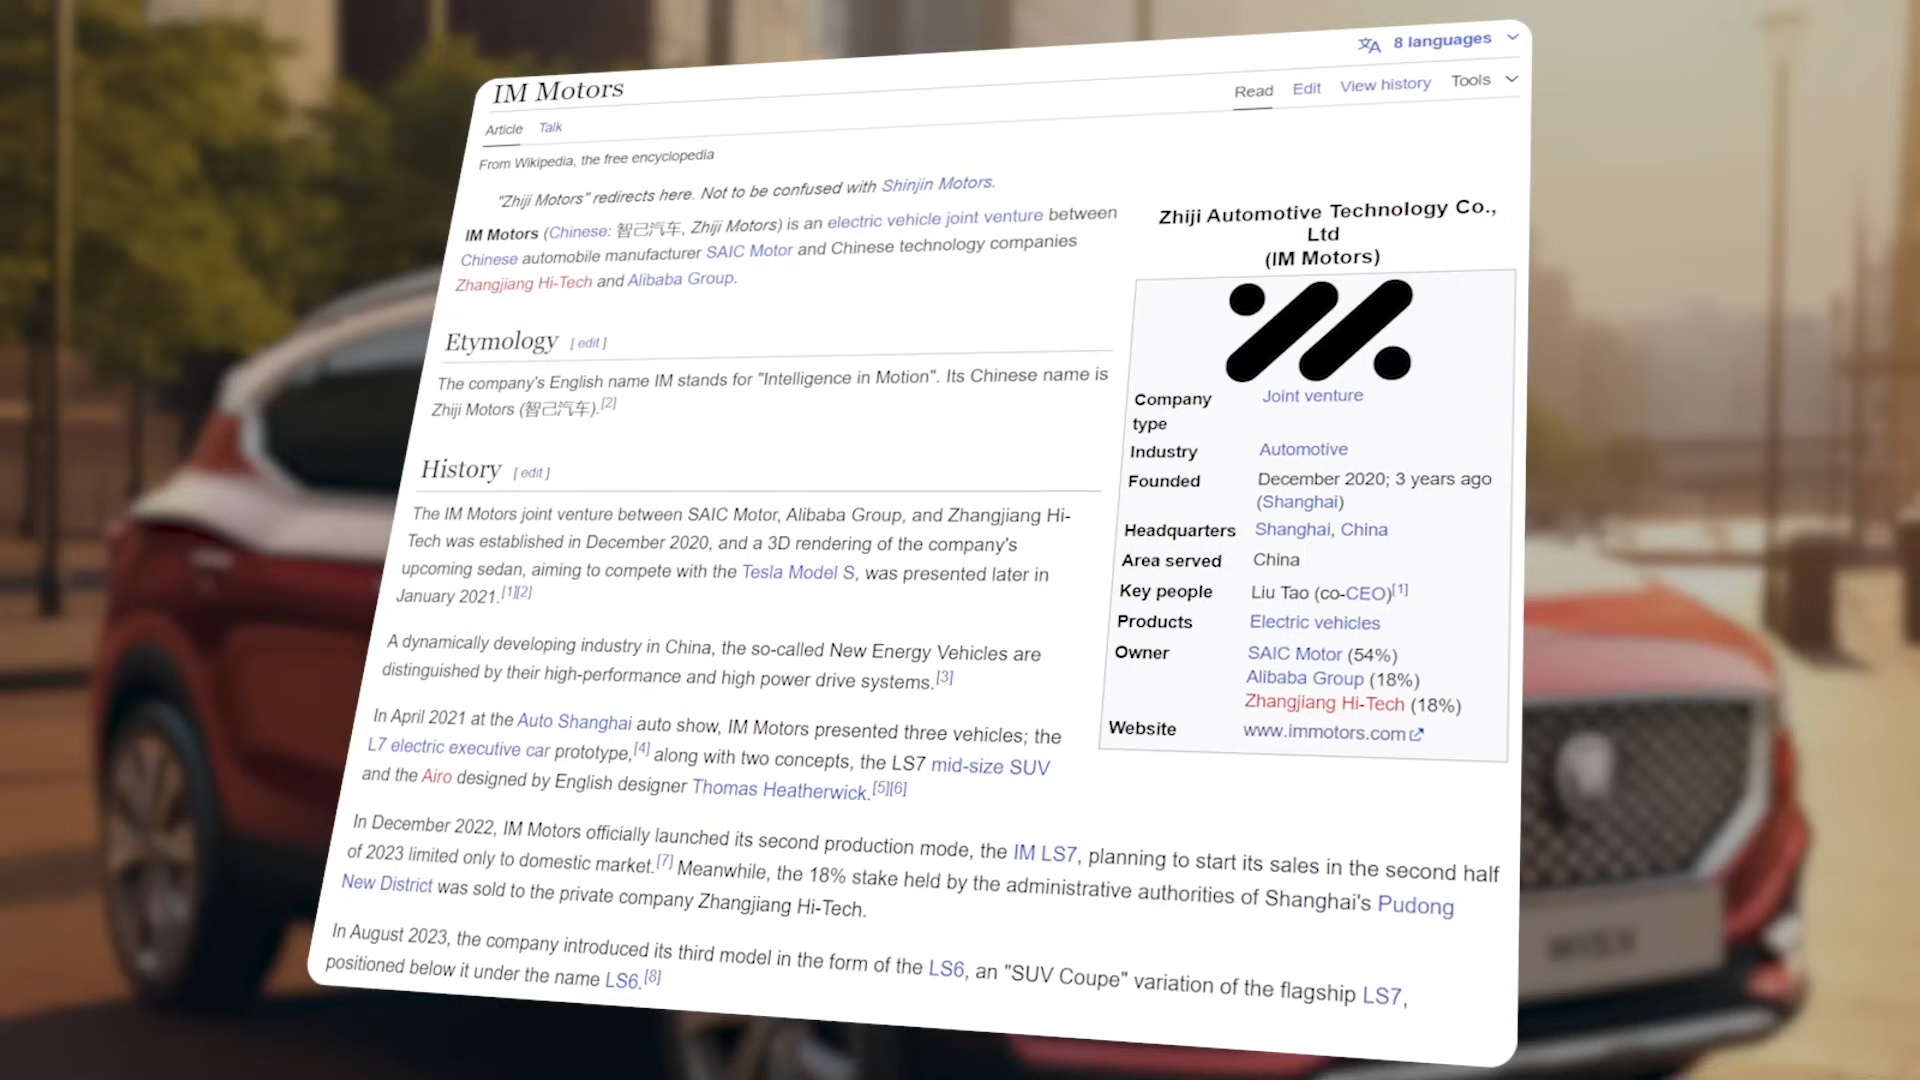 8 languages
IM Motors
Read Edit View history Tools
Article Talk
From Wikipedia, the free encyclopedia
"Zhiji Motors" redirects here. Not to be confused with Shinjin Motors.
IM Motors (Chinese: 智己汽车, Zhiji Motors) is an electric vehicle joint venture between
Chinese automobile manufacturer SAIC Motor and Chinese technology companies
Zhangjiang Hi-Tech and Alibaba Group.
Etymology [ edit ]
The company's English name IM stands for "Intelligence in Motion". Its Chinese name is
Zhiji Motors (智己汽车).[2]
History [ edit ]
The IM Motors joint venture between SAIC Motor, Alibaba Group, and Zhangjiang Hi-
Tech was established in December 2020, and a 3D rendering of the company's
upcoming sedan, aiming to compete with the Tesla Model S, was presented later in
January 2021.[1][2]
A dynamically developing industry in China, the so-called New Energy Vehicles are
distinguished by their high-performance and high power drive systems.[3]
In April 2021 at the Auto Shanghai auto show, IM Motors presented three vehicles; the
L7 electric executive car prototype,[4] along with two concepts, the LS7 mid-size SUV
and the Airo designed by English designer Thomas Heatherwick.[5][6]
In December 2022, IM Motors officially launched its second production mode, the IM LS7, planning to start its sales in the second half
of 2023 limited only to domestic market.[7] Meanwhile, the 18% stake held by the administrative authorities of Shanghai's Pudong
New District was sold to the private company Zhangjiang Hi-Tech.
In August 2023, the company introduced its third model in the form of the LS6, an "SUV Coupe" variation of the flagship LS7,
positioned below it under the name LS6.[8]
Zhiji Automotive Technology Co.,
Ltd
(IM Motors)
Company type Joint venture
Industry Automotive
Founded December 2020; 3 years ago
(Shanghai)
Headquarters Shanghai, China
Area served China
Key people Liu Tao (co-CEO)[1]
Products Electric vehicles
Owner SAIC Motor (54%)
Alibaba Group (18%)
Zhangjiang Hi-Tech (18%)
Website www.immotors.com